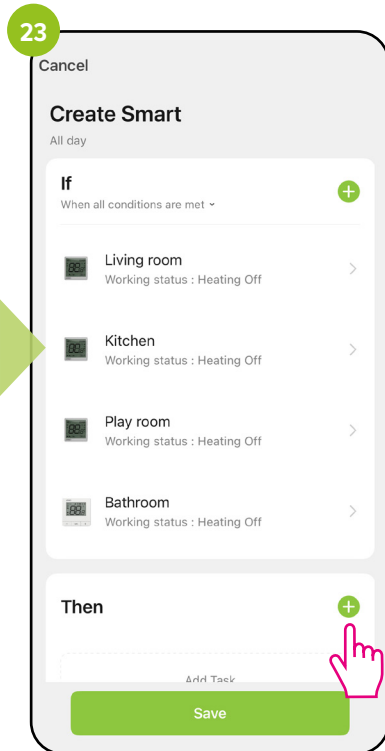 23
Cancel
Create Smart
All day
If
When all conditions are met
Living room
Working status : Heating Off
Kitchen
Working status : Heating Off
Play room
Working status : Heating Off
Bathroom
Working status : Heating Off
Then
Add Task
Save